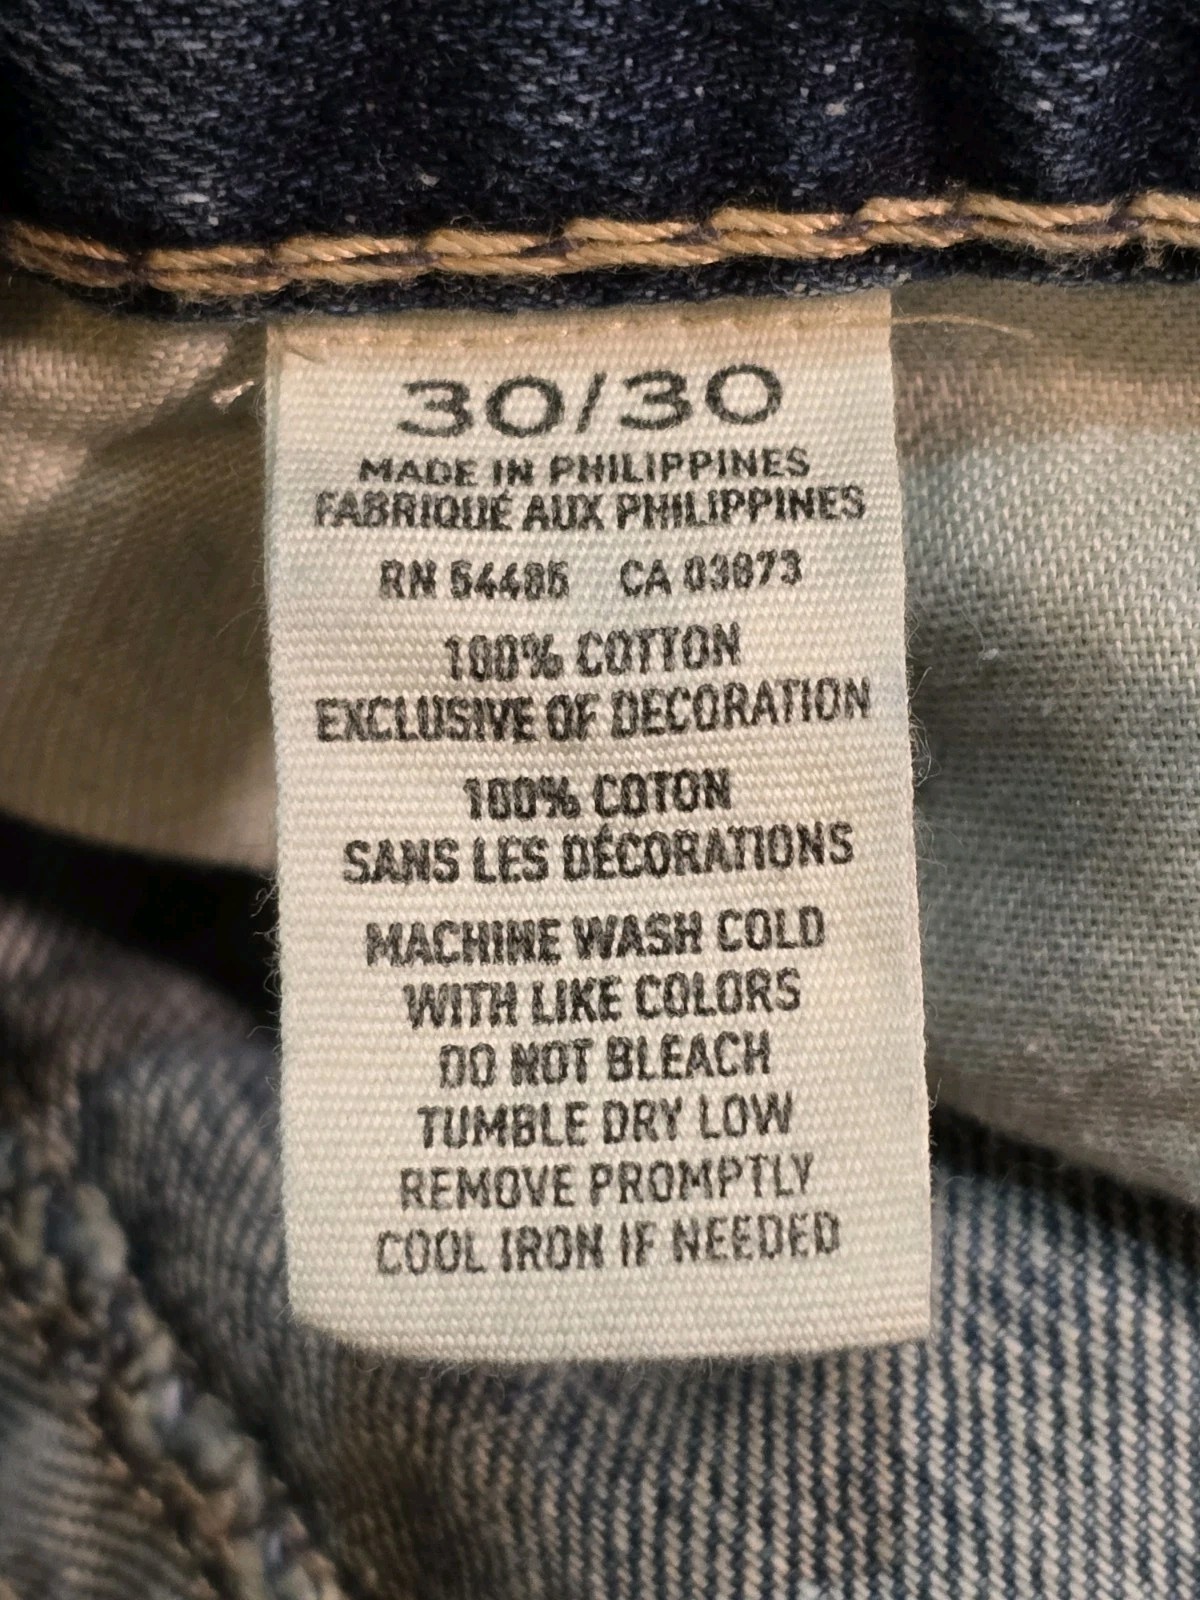 30/30
MADE IN PHILIPPINES
FABRIQUÉ AUX PHILIPPINES
RN 54485 CA 03873
100% COTTON
EXCLUSIVE OF DECORATION
100% COTON
SANS LES DÉCORATIONS
MACHINE WASH COLD
WITH LIKE COLORS
DO NOT BLEACH
TUMBLE DRY LOW
REMOVE PROMPTLY
COOL IRON IF NEEDED